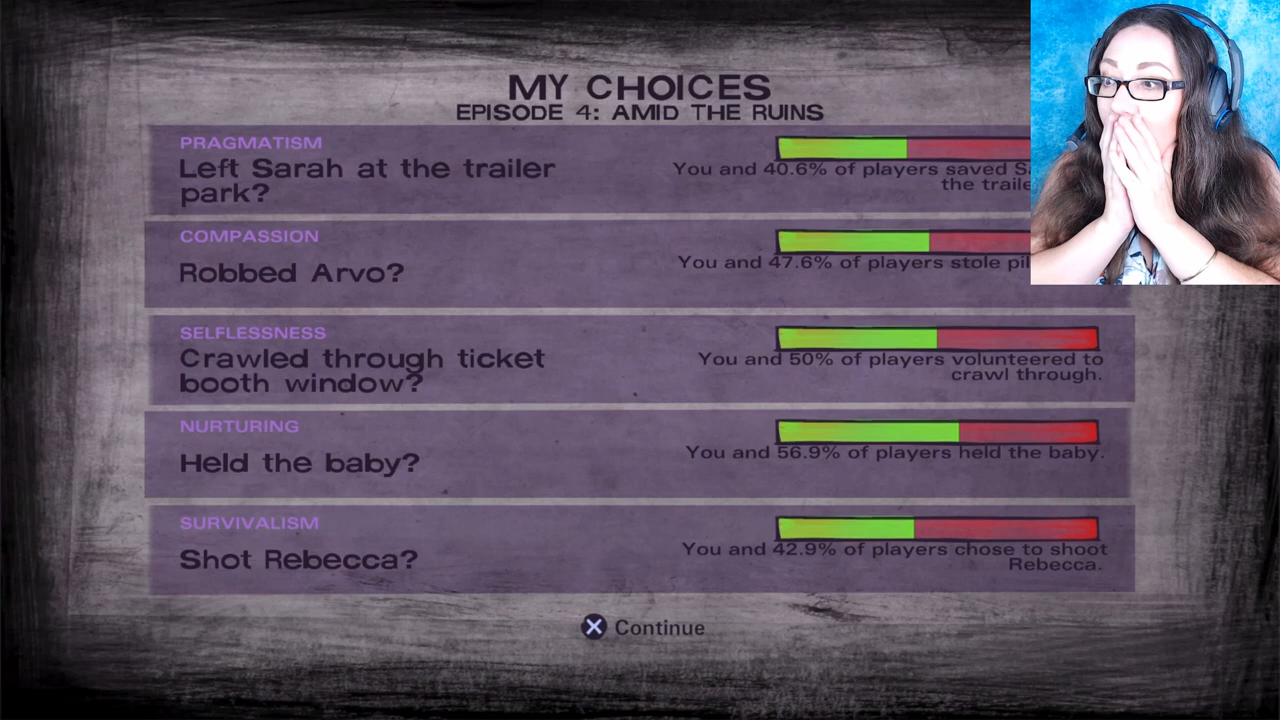 MY CHOICES
EPISODE 4: AMID THE RUINS
PRAGMATISM
Left Sarah at the trailer
park?
You and 40.6% of players saved
the
COMPASSION
Robbed Arvo?
You and 47.6% of players stole
SELFLESSNESS
Crawled through ticket
booth window?
You and 50% of players volunteered to
crawl through.
NURTURING
Held the baby?
You and 56.9% of players held the baby.
SURVIVALISM
Shot Rebecca?
You and 42.9% of players chose to shoot
Rebecca.
Continue